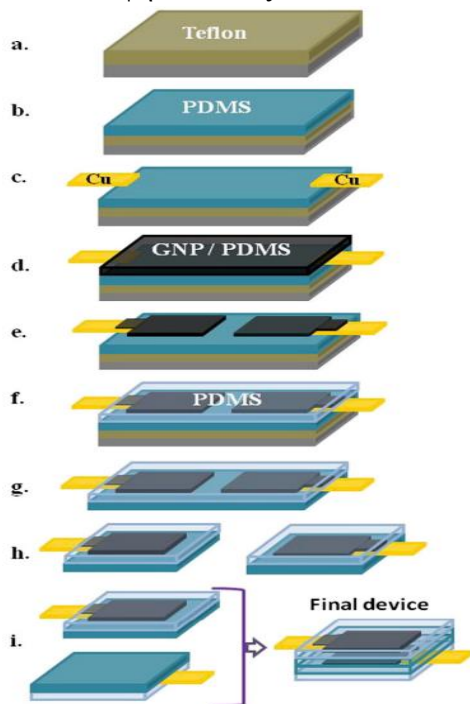 a.
Teflon
b.
PDMS
c.
Cu Cu
d.
GNP / PDMS
e.
f.
PDMS
g.
h.
i.
Final device